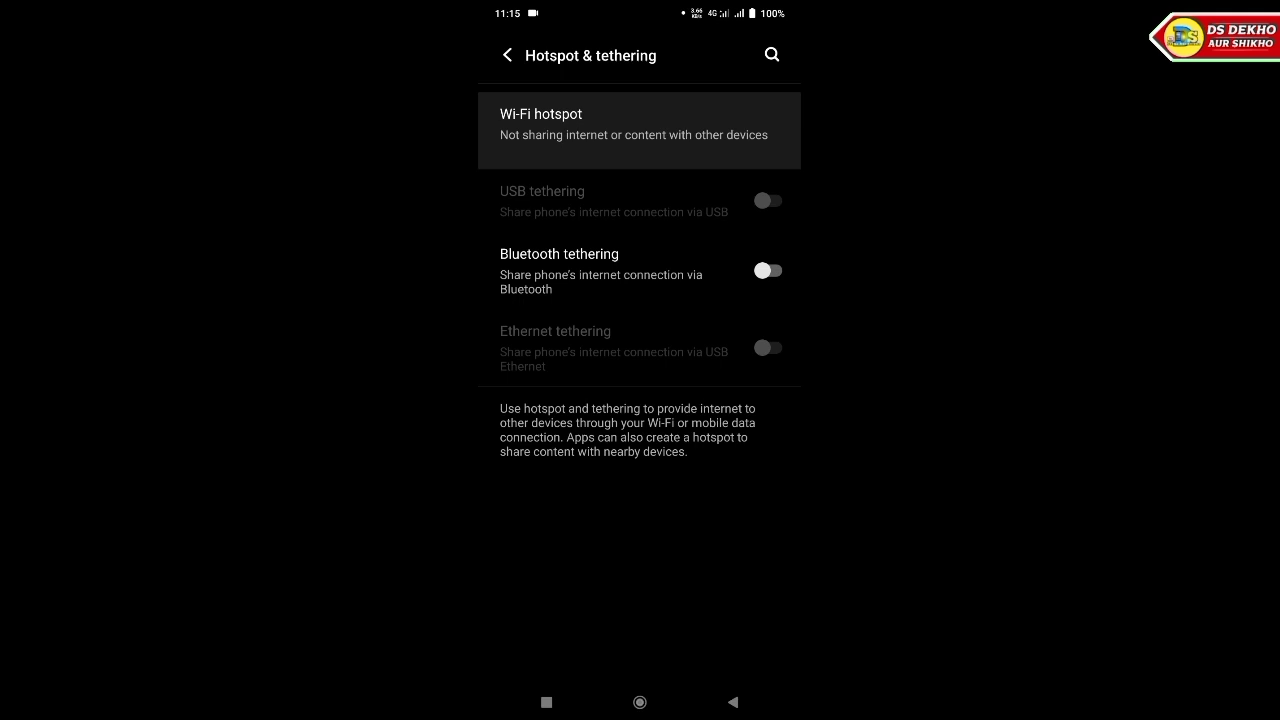 11:15
3.66
KB/s
4G
100%
Hotspot & tethering
Wi-Fi hotspot
Not sharing internet or content with other devices
USB tethering
Share phone's internet connection via USB
Bluetooth tethering
Share phone's internet connection via
Bluetooth
Ethernet tethering
Share phone's internet connection via USB
Ethernet
Use hotspot and tethering to provide internet to
other devices through your Wi-Fi or mobile data
connection. Apps can also create a hotspot to
share content with nearby devices.
DS DEKHO
AUR SHIKHO